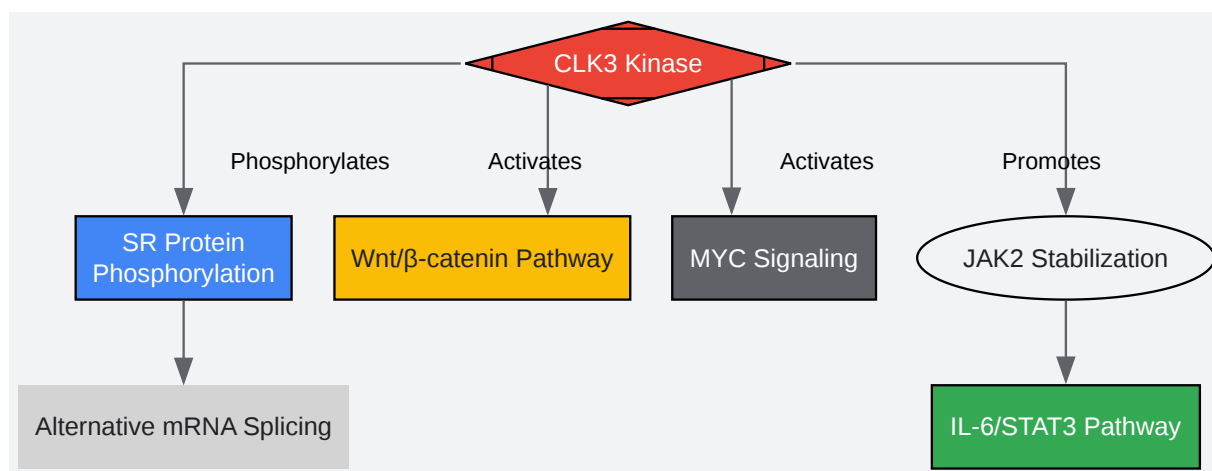 CLK3 Kinase
Phosphorylates
Activates
Activates
Promotes
SR Protein
Phosphorylation
Wnt/β-catenin Pathway
MYC Signaling
JAK2 Stabilization
Alternative mRNA Splicing
IL-6/STAT3 Pathway